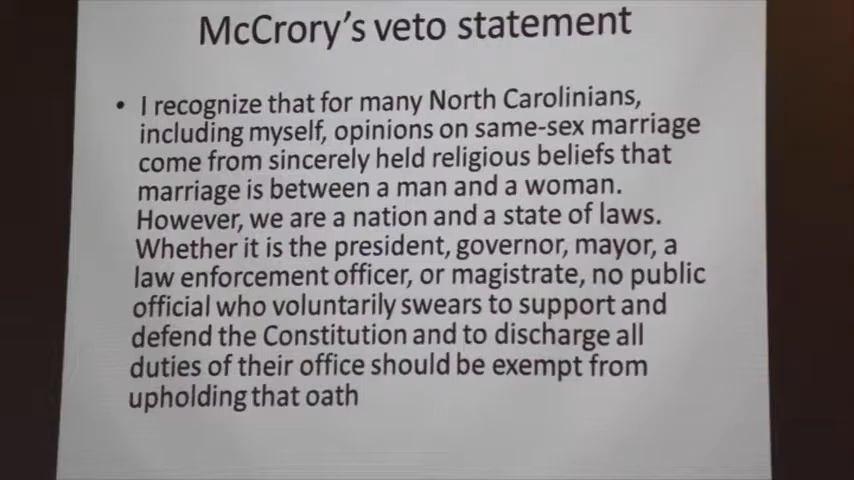 McCrory's veto statement
• I recognize that for many North Carolinians,
including myself, opinions on same-sex marriage
come from sincerely held religious beliefs that
marriage is between a man and a woman.
However, we are a nation and a state of laws.
Whether it is the president, governor, mayor, a
law enforcement officer, or magistrate, no public
official who voluntarily swears to support and
defend the Constitution and to discharge all
duties of their office should be exempt from
upholding that oath